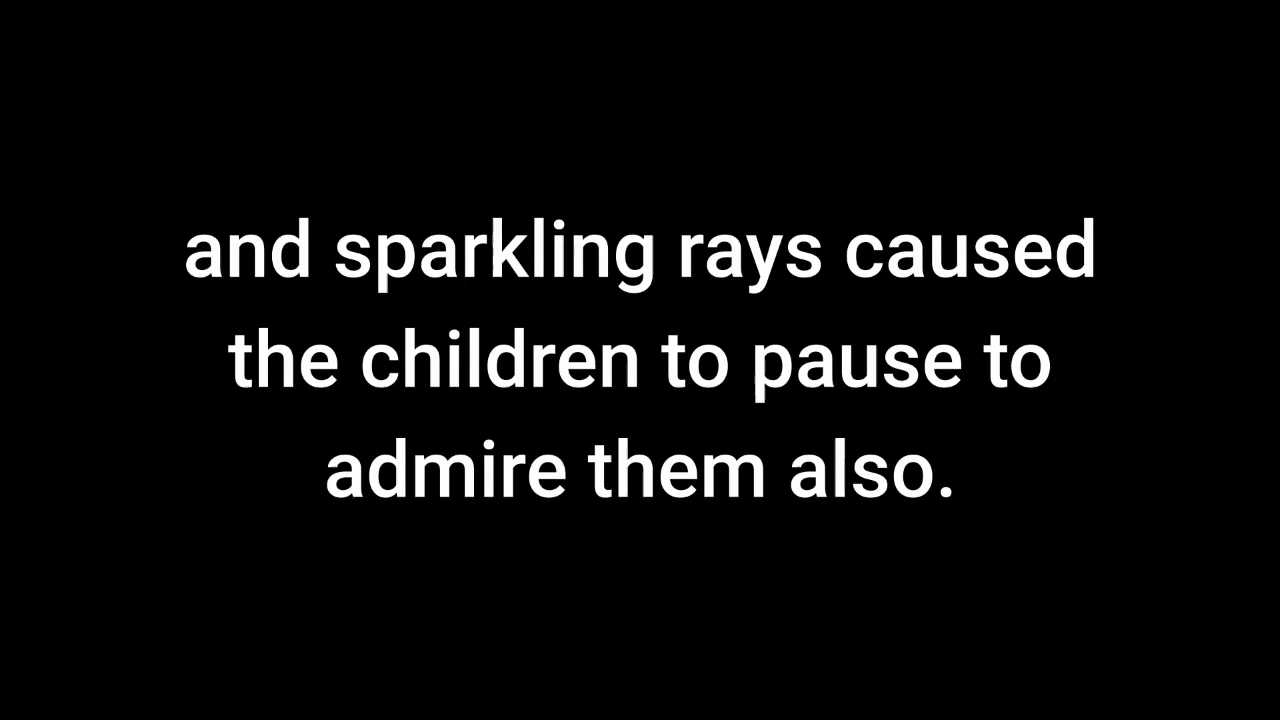 and sparkling rays caused
the children to pause to
admire them also.